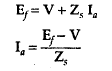 E_f = V + Z_s I_a
I_a = (E_f − V) / Z_s